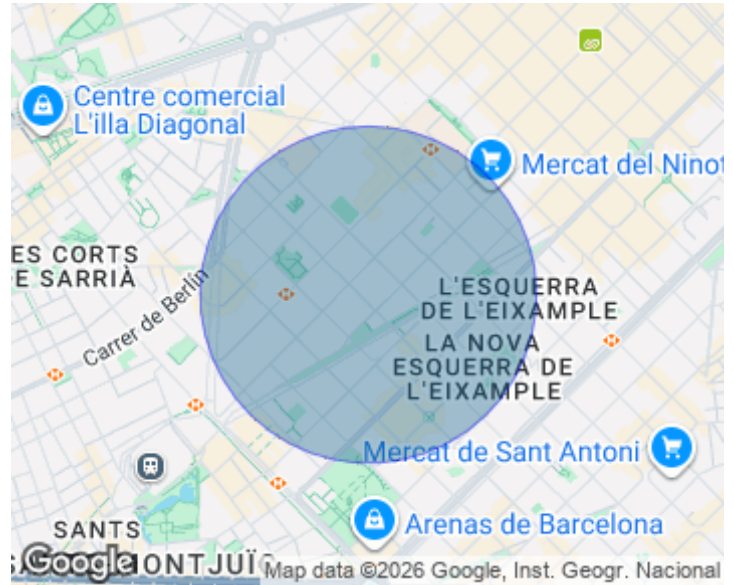 Centre comercial
L'illa Diagonal
Mercat del Ninot
ES CORTS
E SARRIÀ
Carrer de Berlín
L'ESQUERRA
DE L'EIXAMPLE
LA NOVA
ESQUERRA DE
L'EIXAMPLE
Mercat de Sant Antoni
Arenas de Barcelona
SANTS
ONTJUÏC
Google
Map data ©2026 Google, Inst. Geogr. Nacional